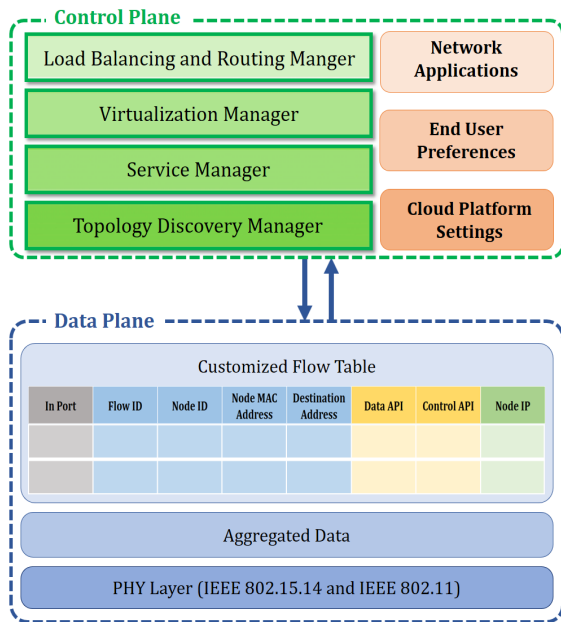 Control Plane
Load Balancing and Routing Manger
Virtualization Manager
Service Manager
Topology Discovery Manager
Network
Applications
End User
Preferences
Cloud Platform
Settings
Data Plane
Customized Flow Table
In Port
Flow ID
Node ID
Node MAC
Address
Destination
Address
Data API
Control API
Node IP
Aggregated Data
PHY Layer (IEEE 802.15.14 and IEEE 802.11)